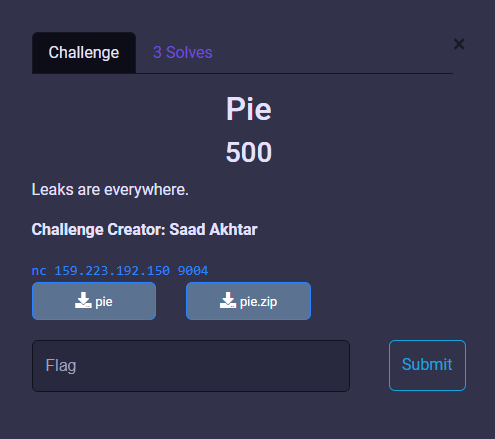 Challenge
3 Solves
×
Pie
500
Leaks are everywhere.
Challenge Creator: Saad Akhtar
nc 159.223.192.150 9004
pie
pie.zip
Flag
Submit